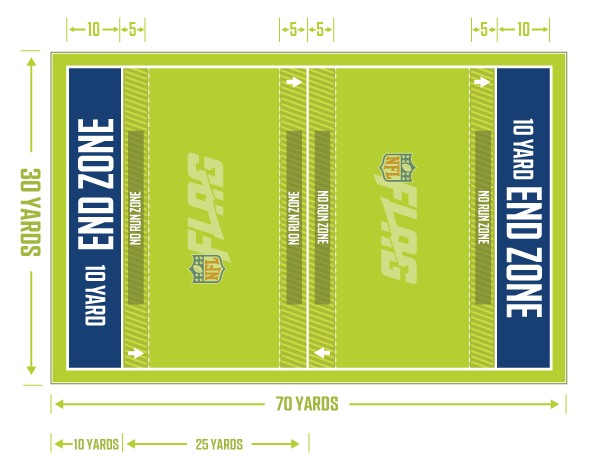 10 5 5 5 5 10
30 YARDS
END ZONE
10 YARD
NO RUN ZONE
NFL FLAG
NO RUN ZONE
NO RUN ZONE
NFL FLAG
NO RUN ZONE
10 YARD
END ZONE
70 YARDS
10 YARDS 25 YARDS